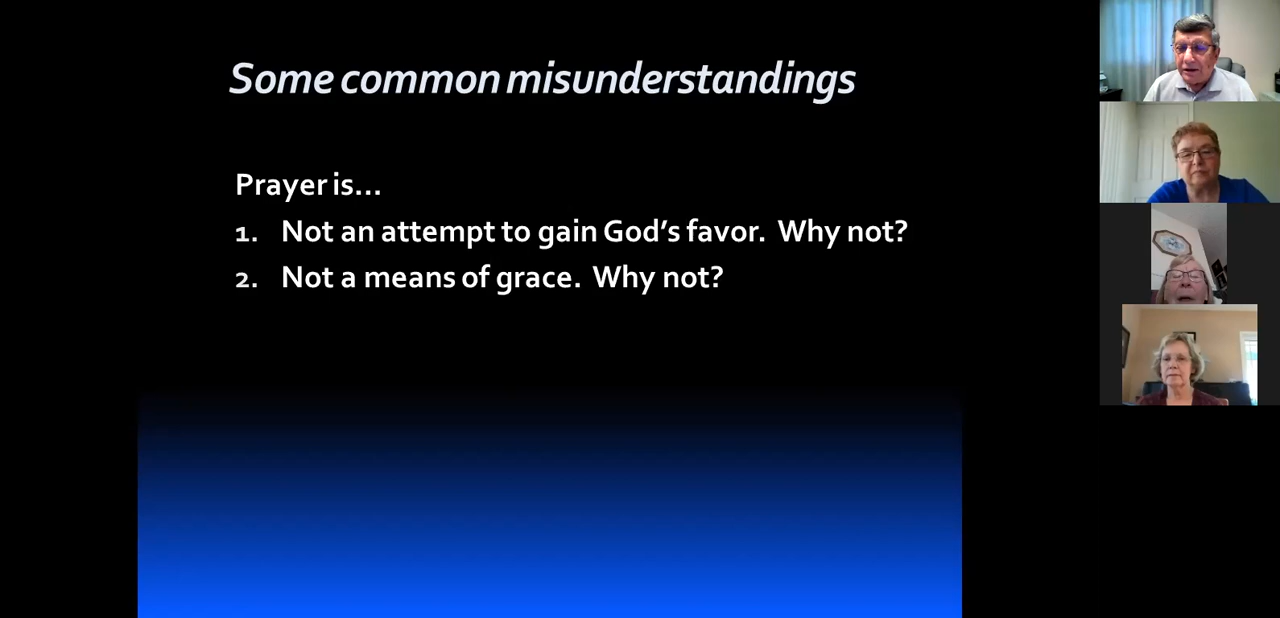 Some common misunderstandings
Prayer is...
1. Not an attempt to gain God's favor. Why not?
2. Not a means of grace. Why not?